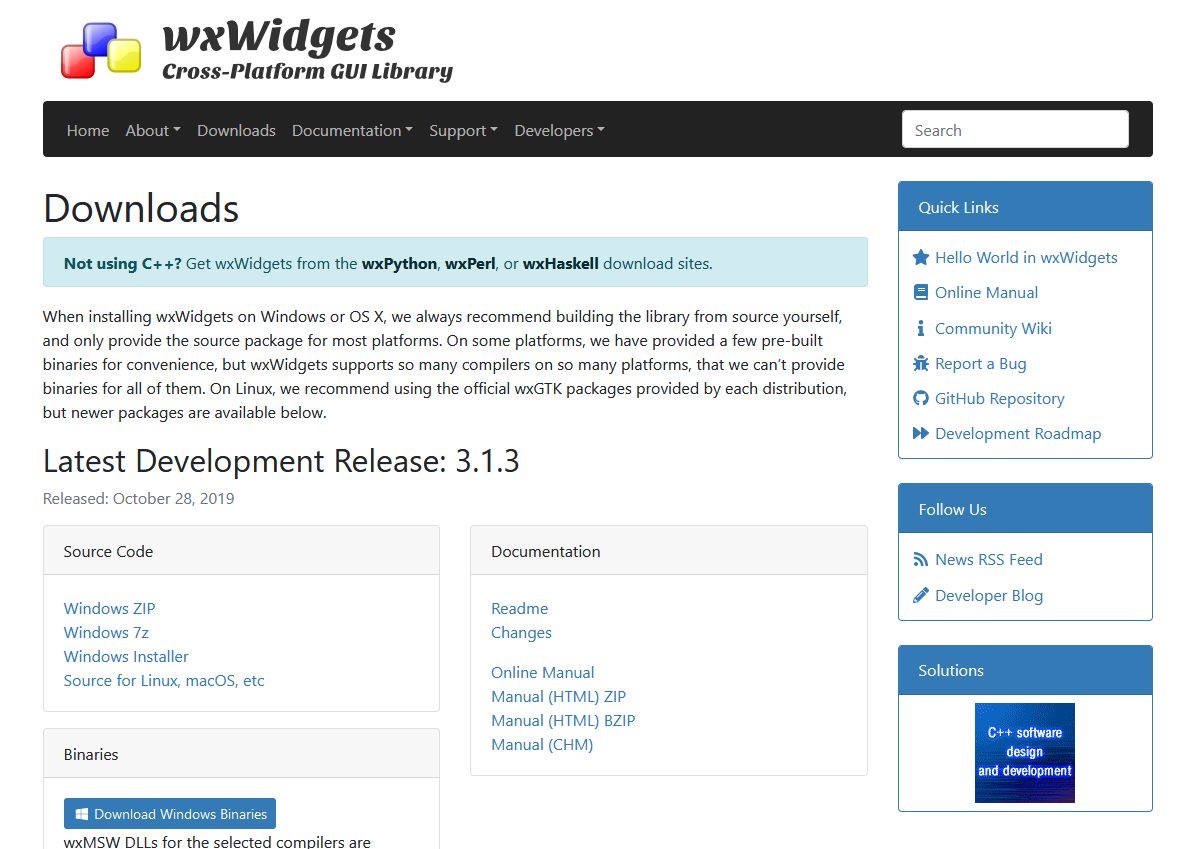 wxWidgets
Cross-Platform GUI Library
Home About Downloads Documentation Support Developers Search
Downloads
Not using C++? Get wxWidgets from the wxPython, wxPerl, or wxHaskell download sites.
When installing wxWidgets on Windows or OS X, we always recommend building the library from source yourself,
and only provide the source package for most platforms. On some platforms, we have provided a few pre-built
binaries for convenience, but wxWidgets supports so many compilers on so many platforms, that we can't provide
binaries for all of them. On Linux, we recommend using the official wxGTK packages provided by each distribution,
but newer packages are available below.
Latest Development Release: 3.1.3
Released: October 28, 2019
Source Code
Windows ZIP
Windows 7z
Windows Installer
Source for Linux, macOS, etc
Binaries
Download Windows Binaries
wxMSW DLLs for the selected compilers are
Documentation
Readme
Changes
Online Manual
Manual (HTML) ZIP
Manual (HTML) BZIP
Manual (CHM)
Quick Links
Hello World in wxWidgets
Online Manual
Community Wiki
Report a Bug
GitHub Repository
Development Roadmap
Follow Us
News RSS Feed
Developer Blog
Solutions
C++ software
design
and development